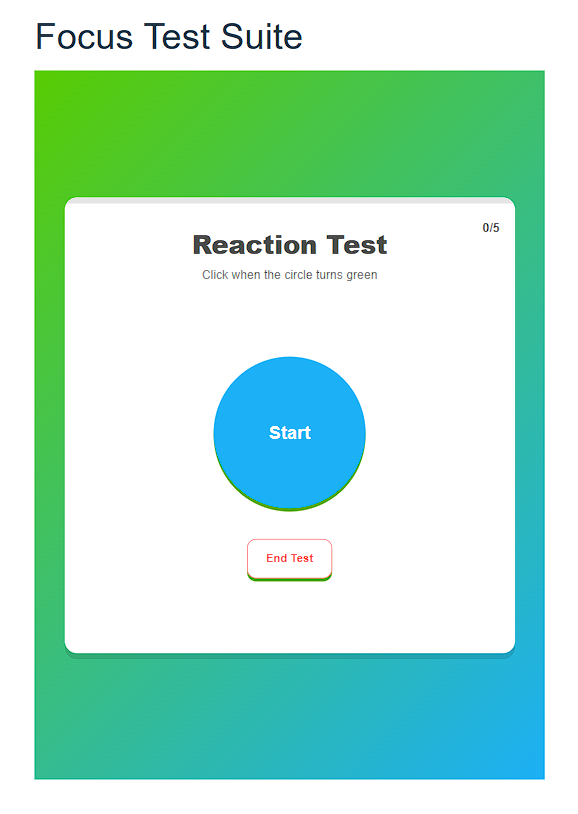 Focus Test Suite
0/5
Reaction Test
Click when the circle turns green
Start
End Test